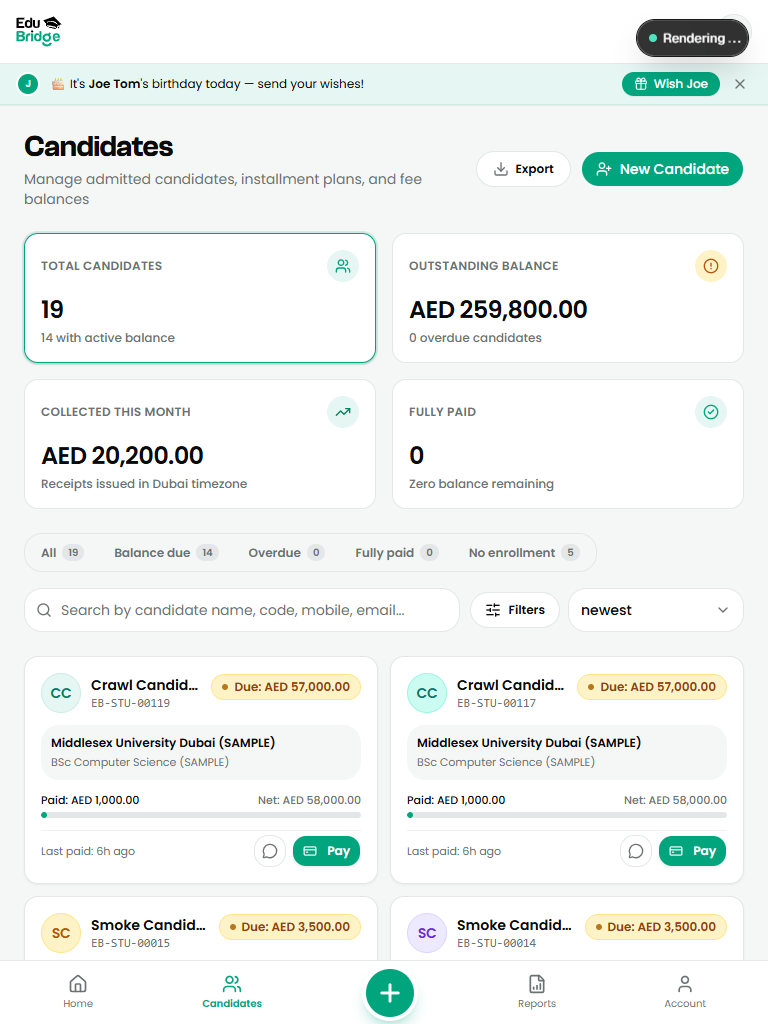 Edu
Bridge
Rendering ...
J
It's Joe Tom's birthday today — send your wishes!
Wish Joe
Candidates
Manage admitted candidates, installment plans, and fee
balances
Export
New Candidate
TOTAL CANDIDATES
19
14 with active balance
OUTSTANDING BALANCE
AED 259,800.00
0 overdue candidates
COLLECTED THIS MONTH
AED 20,200.00
Receipts issued in Dubai timezone
FULLY PAID
0
Zero balance remaining
All 19
Balance due 14
Overdue 0
Fully paid 0
No enrollment 5
Search by candidate name, code, mobile, email...
Filters
newest
CC
Crawl Candid...
EB-STU-00119
Due: AED 57,000.00
Middlesex University Dubai (SAMPLE)
BSc Computer Science (SAMPLE)
Paid: AED 1,000.00
Net: AED 58,000.00
Last paid: 6h ago
Pay
CC
Crawl Candid...
EB-STU-00117
Due: AED 57,000.00
Middlesex University Dubai (SAMPLE)
BSc Computer Science (SAMPLE)
Paid: AED 1,000.00
Net: AED 58,000.00
Last paid: 6h ago
Pay
SC
Smoke Candid...
EB-STU-00015
Due: AED 3,500.00
SC
Smoke Candid...
EB-STU-00014
Due: AED 3,500.00
Home
Candidates
Reports
Account